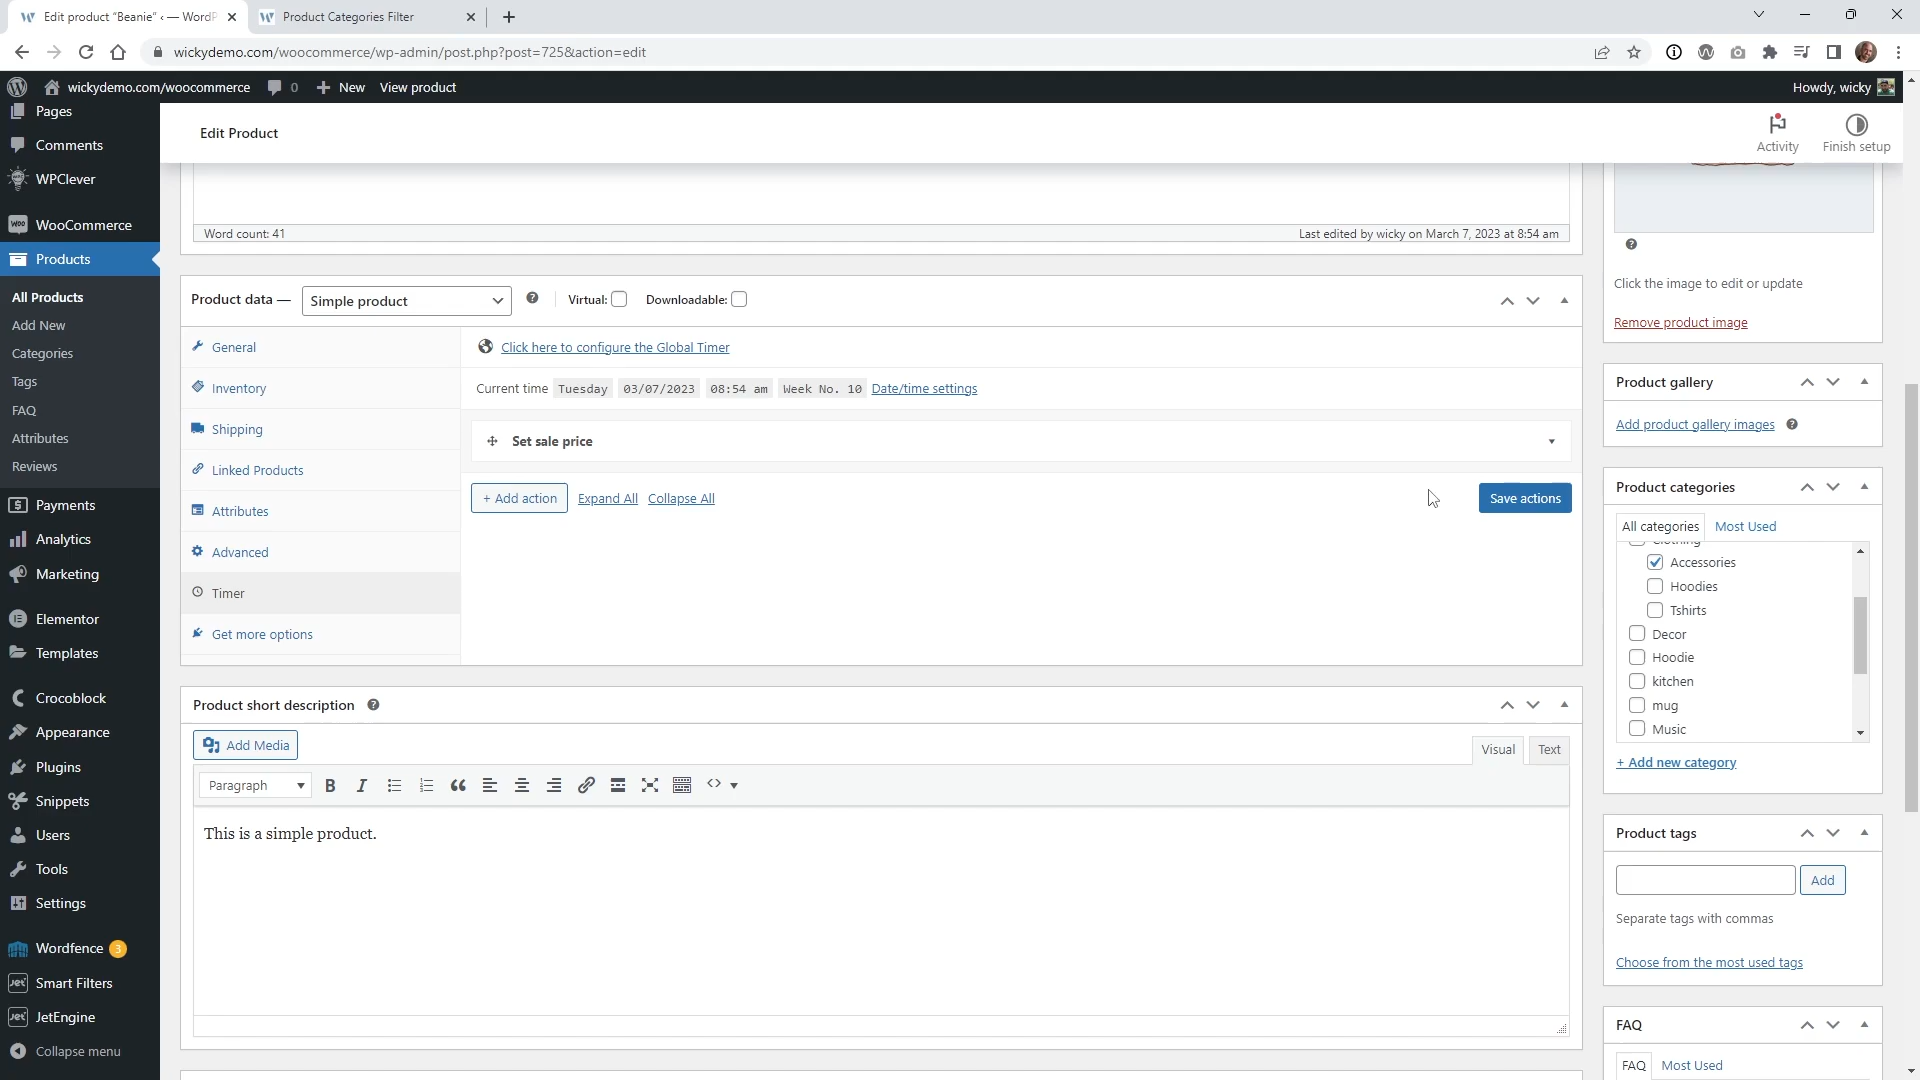 Edit product "Beanie" ‹ — WordP
Product Categories Filter
wickydemo.com/woocommerce/wp-admin/post.php?post=725&action=edit
wickydemo.com/woocommerce
0
New
View product
Howdy, wicky
Pages
Comments
WPClever
WooCommerce
Products
All Products
Add New
Categories
Tags
FAQ
Attributes
Reviews
Payments
Analytics
Marketing
Elementor
Templates
Crocoblock
Appearance
Plugins
Snippets
Users
Tools
Settings
Wordfence 3
Smart Filters
JetEngine
Collapse menu
Edit Product
Activity
Finish setup
Word count: 41
Last edited by wicky on March 7, 2023 at 8:54 am
Product data —
Simple product
Virtual:
Downloadable:
General
Inventory
Shipping
Linked Products
Attributes
Advanced
Timer
Get more options
Click here to configure the Global Timer
Current time Tuesday 03/07/2023 08:54 am Week No. 10 Date/time settings
Set sale price
+ Add action
Expand All
Collapse All
Save actions
Product short description
Add Media
Visual
Text
Paragraph
This is a simple product.
Click the image to edit or update
Remove product image
Product gallery
Add product gallery images
Product categories
All categories
Most Used
Clothing
Accessories
Hoodies
Tshirts
Decor
Hoodie
kitchen
mug
Music
+ Add new category
Product tags
Add
Separate tags with commas
Choose from the most used tags
FAQ
FAQ
Most Used